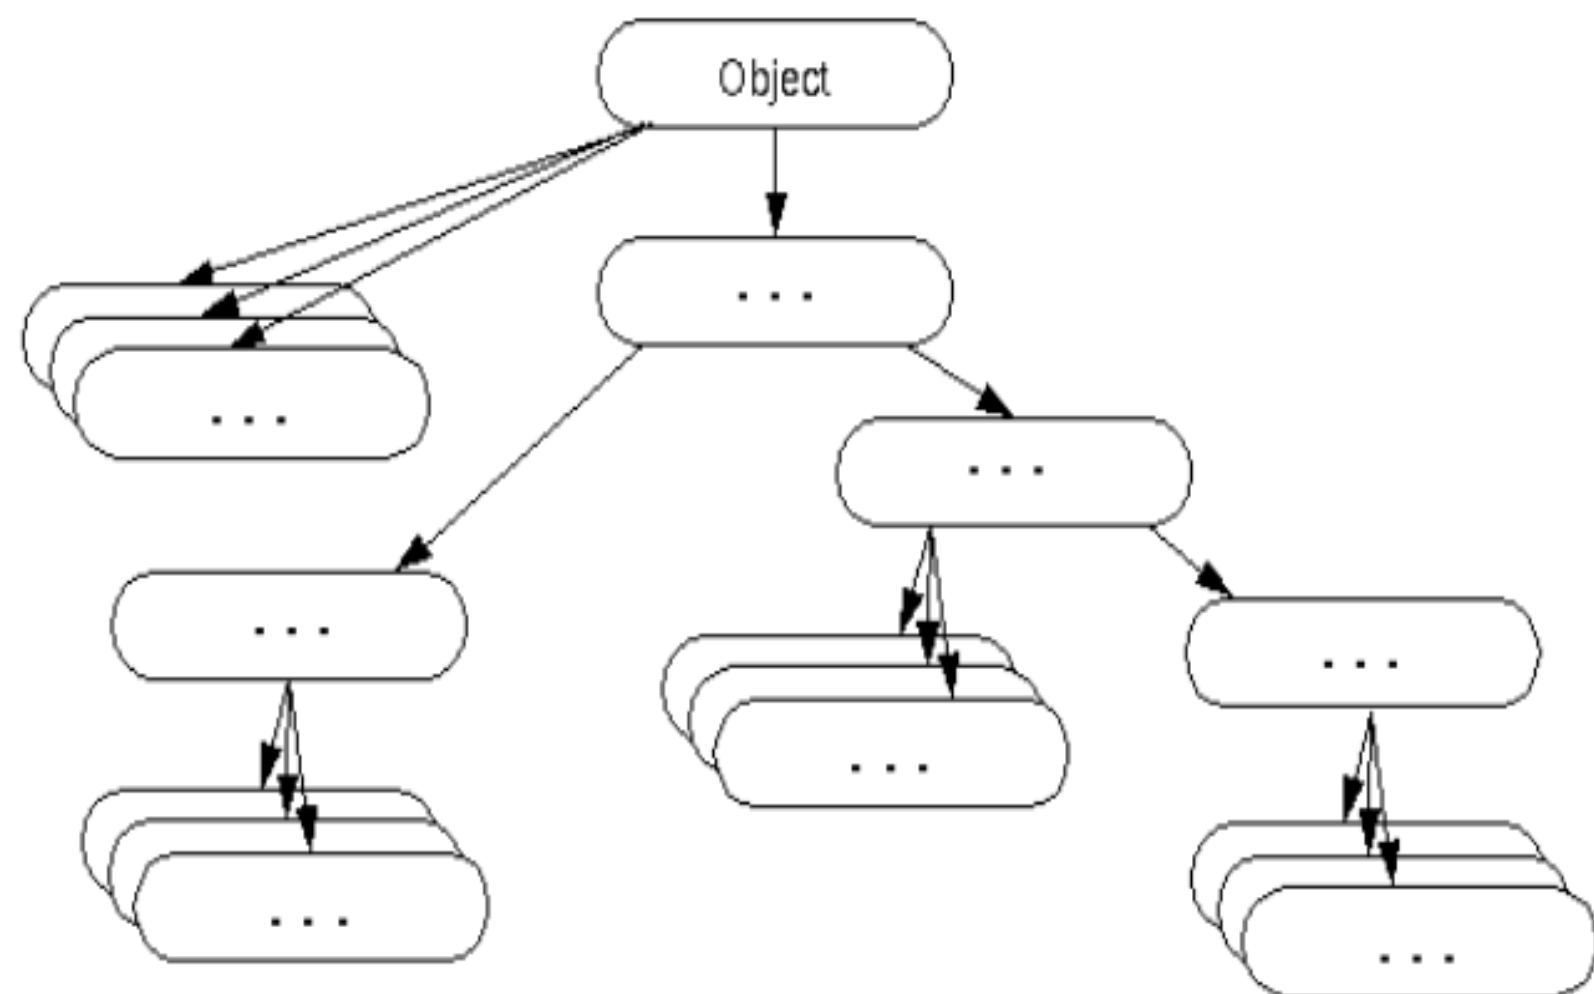 Object
. . .
. . .
. . .
. . .
. . .
. . .
. . .
. . .